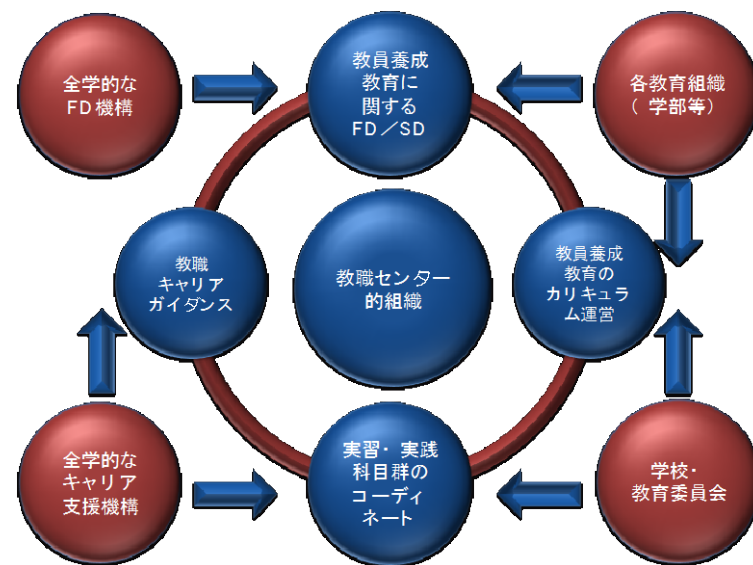 全学的な
FD機構
教員養成
教育に
関する
FD／SD
各教育組織
（ 学部等）
教職
キャリア
ガイダンス
教職センター
的組織
教員養成
教育の
カリキュラ
ム運営
全学的な
キャリア
支援機構
実習・ 実践
科目群の
コーディ
ネート
学校・
教育委員会